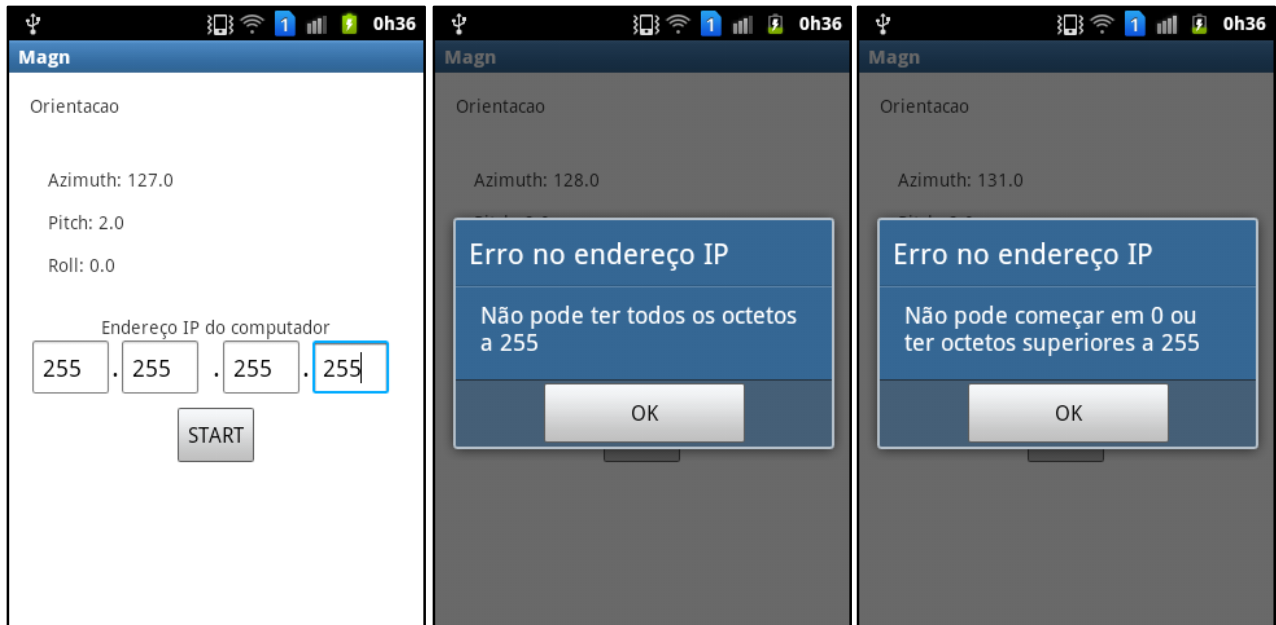 0h36
Magn
Orientacao
Azimuth: 127.0
Pitch: 2.0
Roll: 0.0
Endereço IP do computador
255 . 255 . 255 . 255
START
1
0h36
Magn
Orientacao
Azimuth: 128.0
Erro no endereço IP
Não pode ter todos os octetos
a 255
OK
1
0h36
Magn
Orientacao
Azimuth: 131.0
Erro no endereço IP
Não pode começar em 0 ou
ter octetos superiores a 255
OK
1